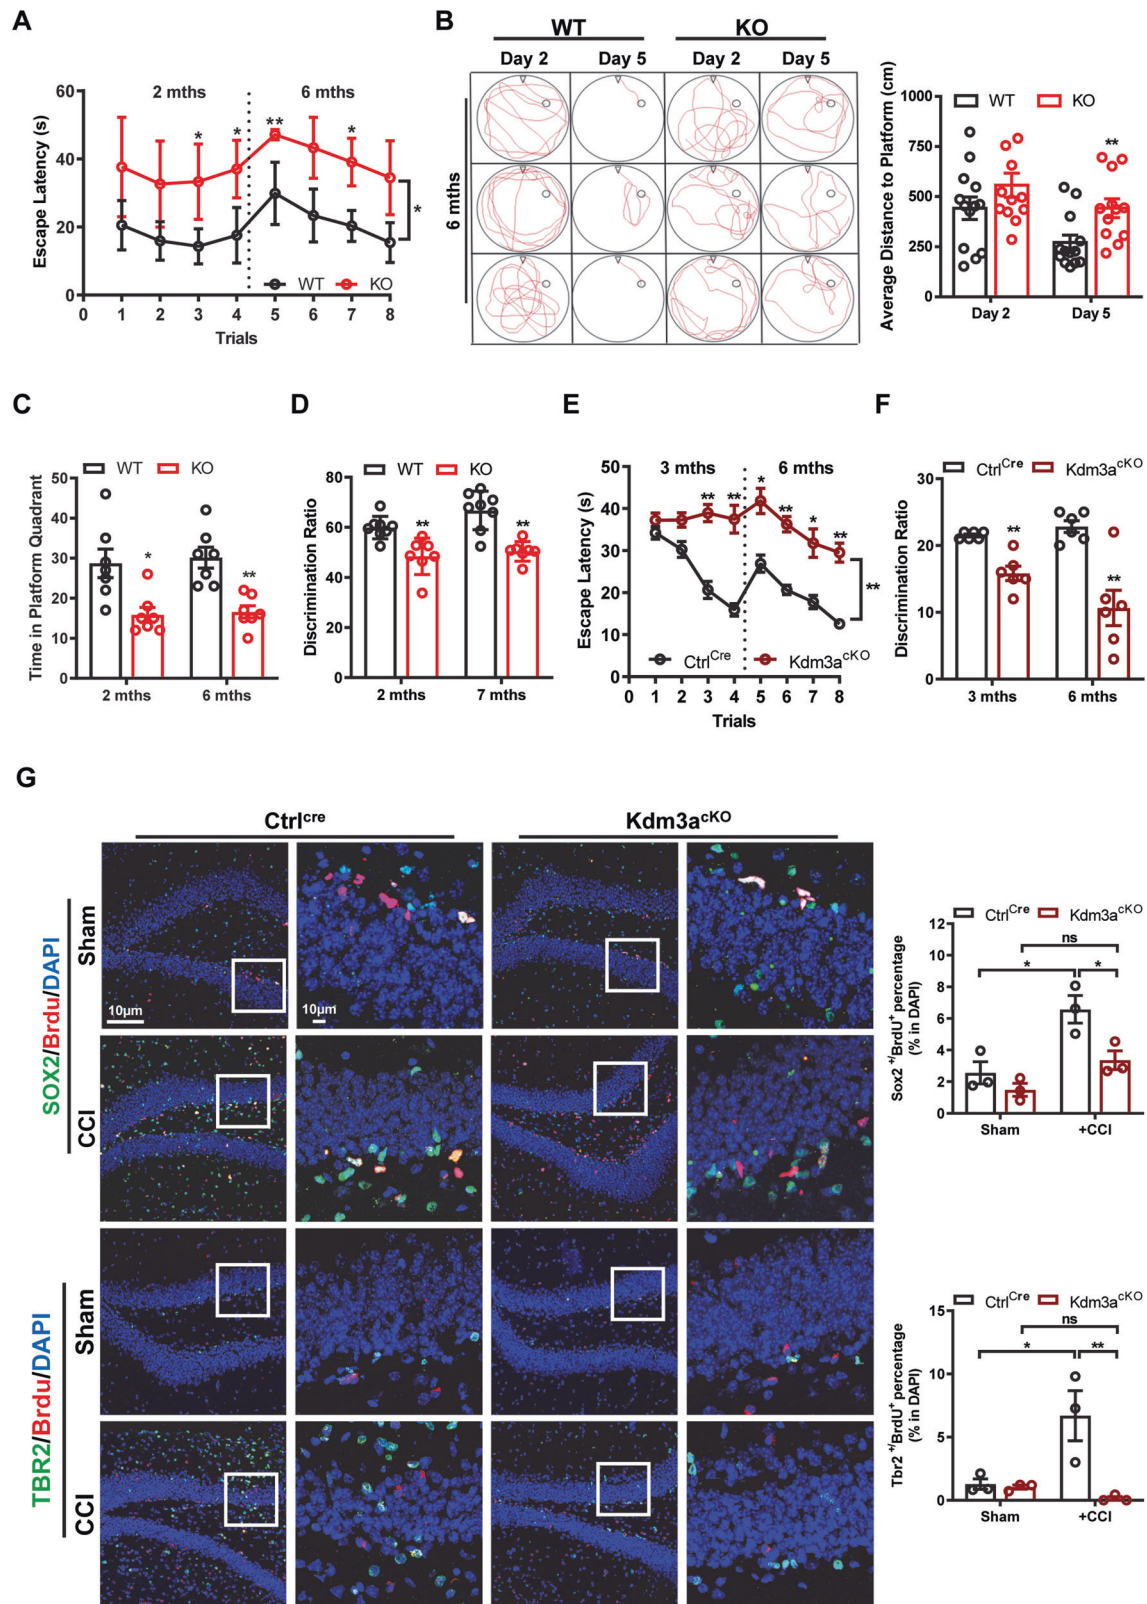 A
2 mths
6 mths
Escape Latency (s)
60
40
20
0
*
*
**
*
*
WT
KO
1 2 3 4 5 6 7 8
Trials
B
WT
KO
Day 2
Day 5
Day 2
Day 5
6 mths
WT
KO
Average Distance to Platform (cm)
1000
750
500
250
0
**
Day 2
Day 5
C
WT
KO
Time in Platform Quadrant
50
40
30
20
10
0
*
**
2 mths
6 mths
D
WT
KO
Discrimination Ratio
80
60
40
20
0
**
**
2 mths
7 mths
E
3 mths
6 mths
Escape Latency (s)
50
40
30
20
10
0
**
**
*
**
*
**
**
Ctrl^Cre
Kdm3a^cKO
0 1 2 3 4 5 6 7 8
Trials
F
Ctrl^Cre
Kdm3a^cKO
Discrimination Ratio
30
20
10
0
**
**
3 mths
6 mths
G
Ctrl^cre
Kdm3a^cKO
SOX2/Brdu/DAPI
Sham
10μm
10μm
CCI
TBR2/Brdu/DAPI
Sham
CCI
Ctrl^Cre
Kdm3a^cKO
Sox2 +/BrdU+ percentage
(% in DAPI)
12
10
8
6
4
2
0
ns
*
*
Sham
+CCI
Ctrl^Cre
Kdm3a^cKO
Tbr2 +/BrdU+ percentage
(% in DAPI)
15
10
5
0
ns
*
**
Sham
+CCI